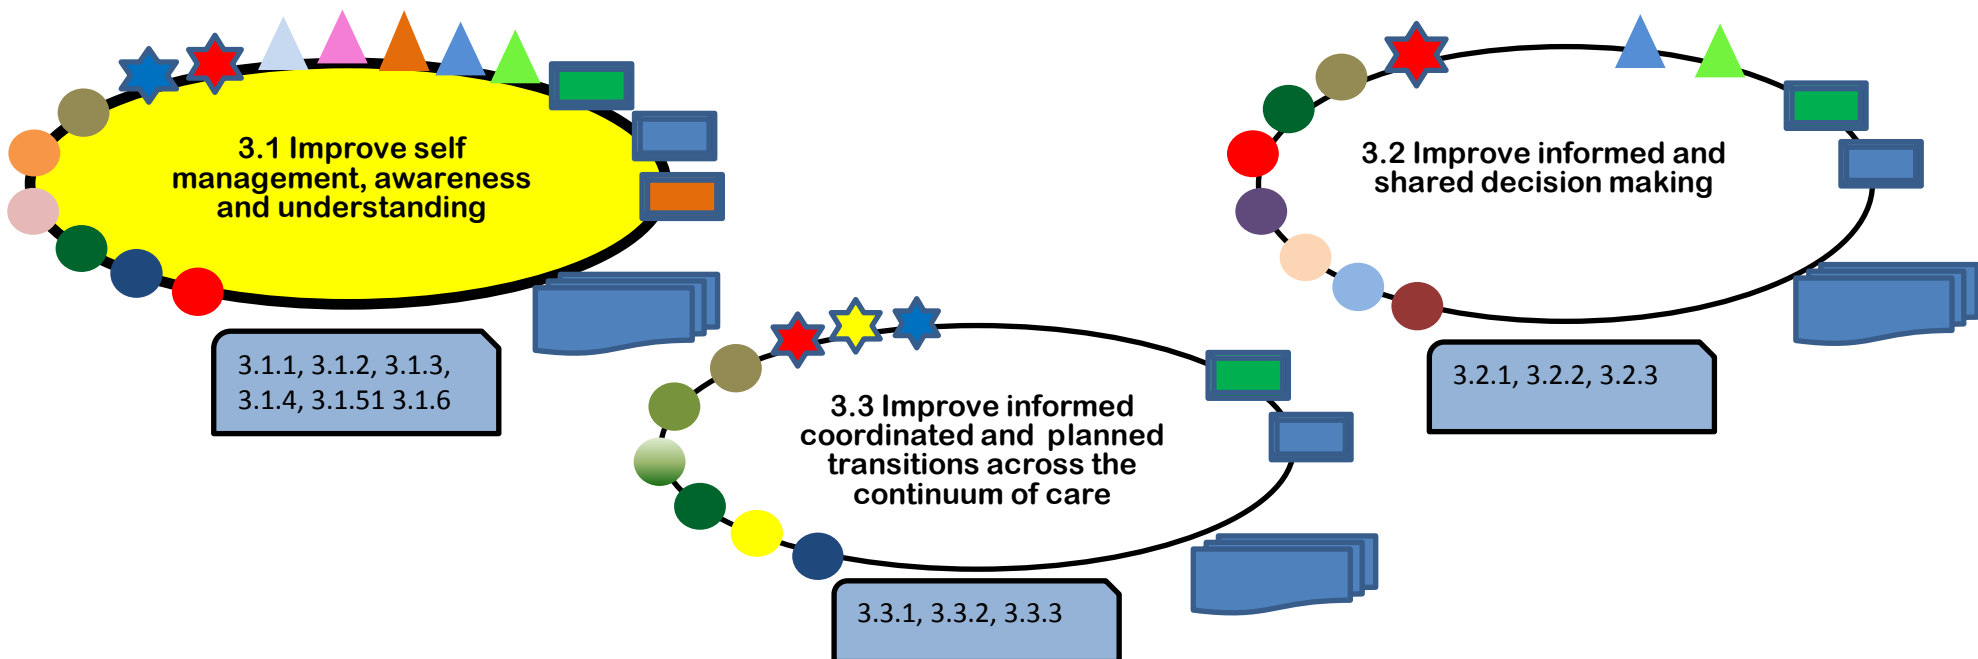 3.1 Improve self
management, awareness
and understanding
3.1.1, 3.1.2, 3.1.3,
3.1.4, 3.1.51 3.1.6
3.2 Improve informed and
shared decision making
3.2.1, 3.2.2, 3.2.3
3.3 Improve informed
coordinated and planned
transitions across the
continuum of care
3.3.1, 3.3.2, 3.3.3